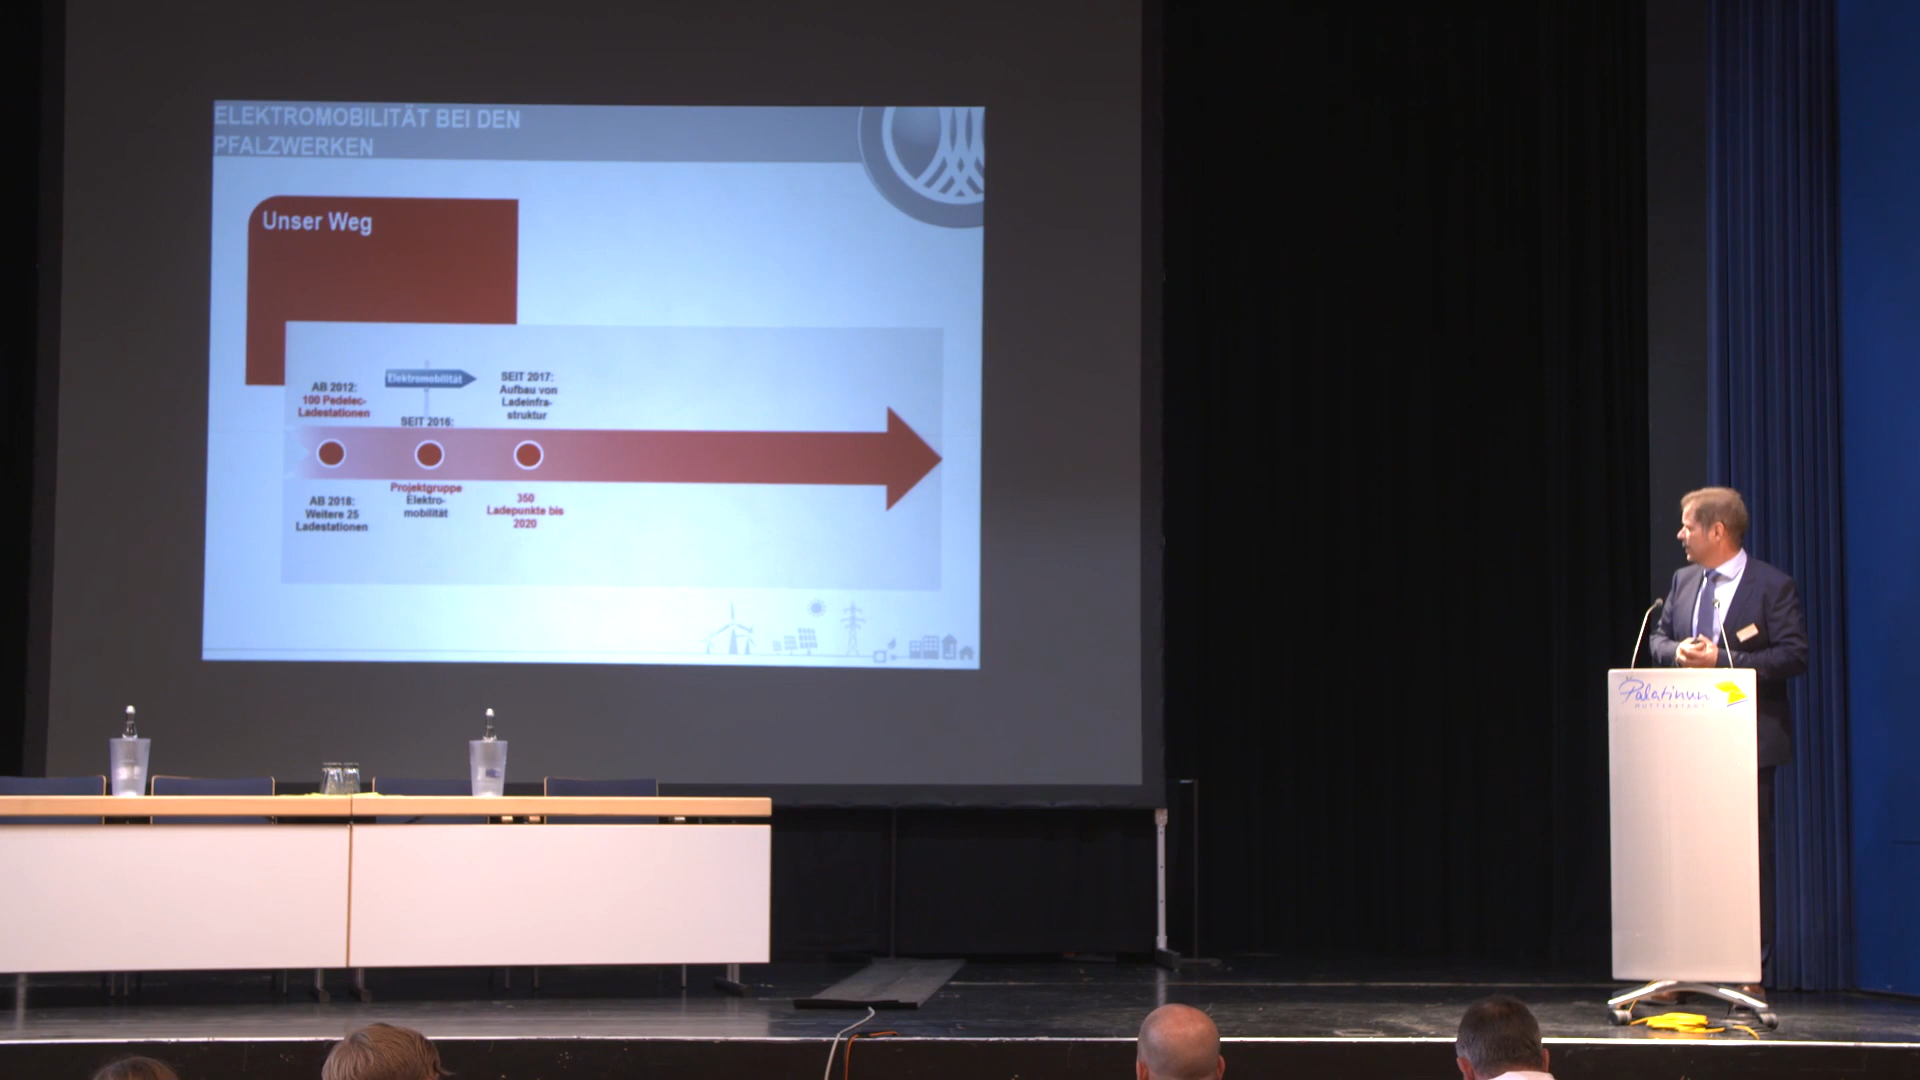 ELEKTROMOBILITÄT BEI DEN
PFALZWERKEN
Unser Weg
AB 2012:
100 Pedelec-
Ladestationen
AB 2018:
Weitere 25
Ladestationen
Elektromobilität
SEIT 2016:
Projektgruppe
Elektro-
mobilität
SEIT 2017:
Aufbau von
Ladeinfra-
struktur
350
Ladepunkte bis
2020
Palatinum
MUTTERSTADT